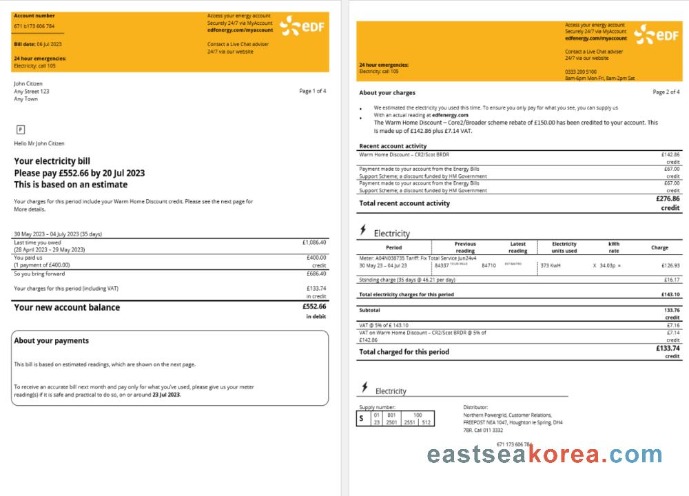 Account number
671 b173 606 784
Bill date: 06 Jul 2023
24 hour emergencies:
Electricity: call 105
Access your energy account
Securely 24/7 via MyAccount
edfenergy.com/myaccount
Contact a Live Chat adviser
24/7 via our website
eDF
John Citizen
Any Street 123
Any Town
Page 1 of 4
P
Hello Mr John Citizen
Your electricity bill
Please pay £552.66 by 20 Jul 2023
This is based on an estimate
Your charges for this period include your Warm Home Discount credit. Please see the next page for
More details.
30 May 2023 – 04 July 2023 (35 days)
Last time you owed £1,086.40
(28 April 2023 – 29 May 2023)
You paid us £400.00
(1 payment of £400.00) credit
So you bring forward £686.40
Your charges for this period (including VAT) £133.74
in credit
Your new account balance £552.66
in debit
About your payments
This bill is based on estimated readings, which are shown on the next page.
To receive an accurate bill next month and pay only for what you've used, please give us your meter
reading(s) if it is safe and practical to do so, on or around 23 Jul 2023.
24 hour emergencies:
Electricity: call 105
Access your energy account
Securely 24/7 via MyAccount
edfenergy.com/myaccount
Contact a Live Chat adviser
24/7 via our website
0333 200 5100
8am-6pm Mon-Fri, 8am-2pm Sat
eDF
About your charges Page 2 of 4
• We estimated the electricity you used this time. To ensure you only pay for what you see, you can supply us
• With an actual reading at edfenergy.com
The Warm Home Discount – Core2/Broader scheme rebate of £150.00 has been credited to your account. This
is made up of £142.86 plus £7.14 VAT.
Recent account activity
Warm Home Discount – CR2/Scot BRDR £142.86
credit
Payment made to your account from the Energy Bills £67.00
Support Scheme; a discount funded by HM Government credit
Payment made to your account from the Energy Bills £67.00
Support Scheme; a discount funded by HM Government credit
Total recent account activity £276.86
credit
Electricity
Period Previous reading Latest reading Electricity units used kWh rate Charge
Meter: A04N038735 Tariff: Fix Total Service Jun24v4
30 May 23 – 04 Jul 23 84337 84710 373 KwH X 34.03p = £126.93
Standing charge (35 days @ 46.21 per day) £16.17
Total electricity charges for this period £143.10
Subtotal 133.76
credit
VAT @ 5% of £ 143.10 £7.16
VAT on Warm Home Discount – CR2/Scot BRDR @ 5% of £7.14
£142.86 credit
Total charged for this period £133.74
credit
Electricity
Supply number:
S 01 801 100
23 2501 2551 512
Distributor:
Northern Powergrid, Customer Relations,
FREEPOST NEA 1047, Houghton le Spring, DH4
7BR. Call 011 3332
671 173 606 784
eastseakorea.com